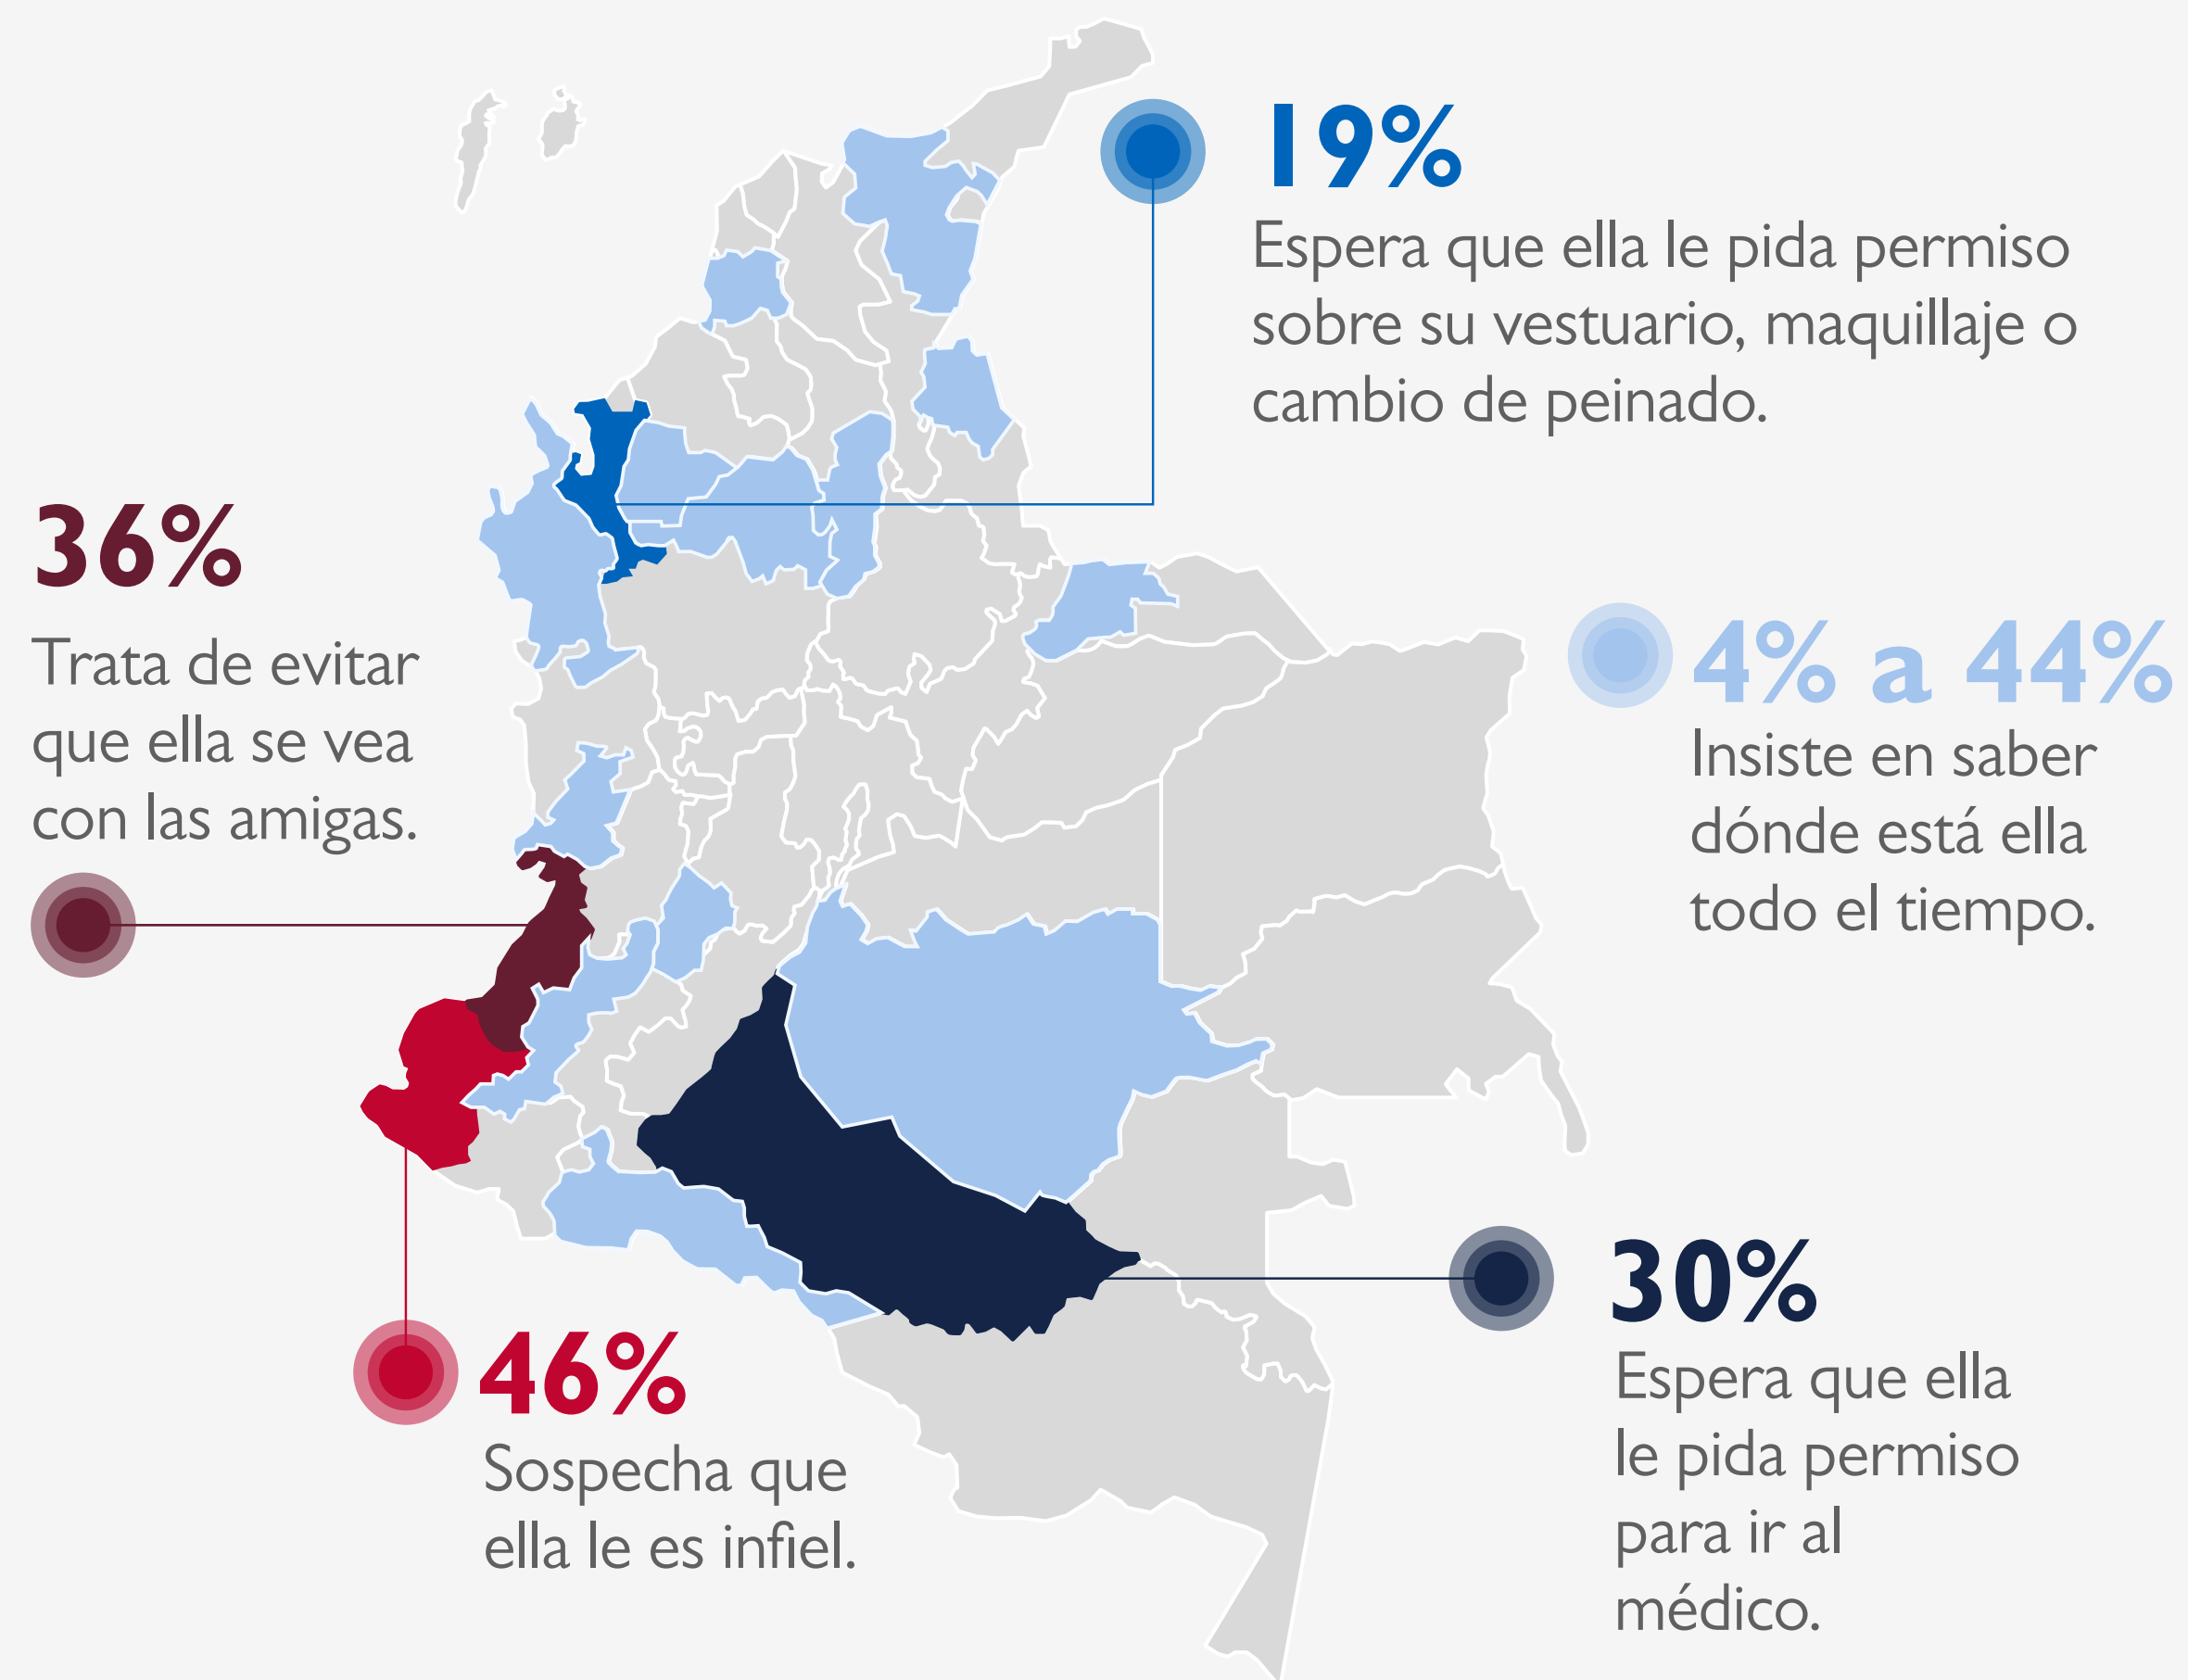 19%
Espera que ella le pida permiso
sobre su vestuario, maquillaje o
cambio de peinado.
36%
Trata de evitar
que ella se vea
con las amigas.
4% a 44%
Insiste en saber
dónde está ella
todo el tiempo.
46%
Sospecha que
ella le es infiel.
30%
Espera que ella
le pida permiso
para ir al
médico.